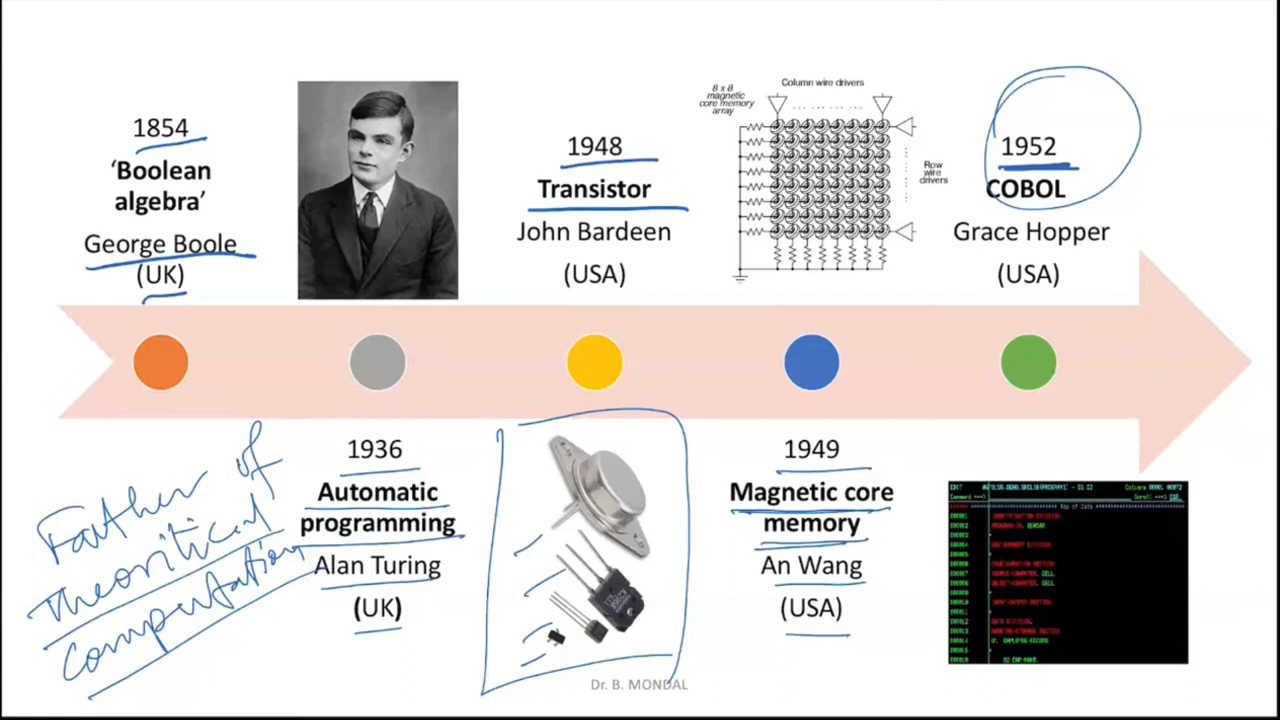 1854
'Boolean
algebra'
George Boole
(UK)
1936
Automatic
programming
Alan Turing
(UK)
Father of
Theoritical
Computation
1948
Transistor
John Bardeen
(USA)
8 x 8
magnetic
core memory
array
Column wire drivers
Row
wire
drivers
1949
Magnetic core
memory
An Wang
(USA)
1952
COBOL
Grace Hopper
(USA)
Dr. B. MONDAL